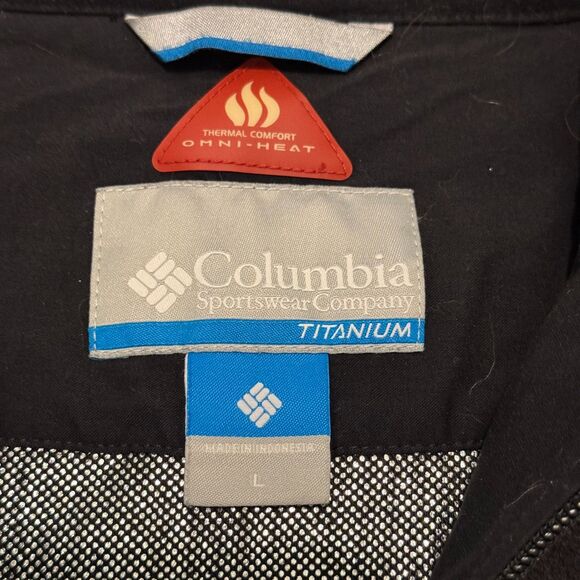 THERMAL COMFORT
OMNI-HEAT
Columbia
Sportswear Company
TITANIUM
MADE IN INDONESIA
L